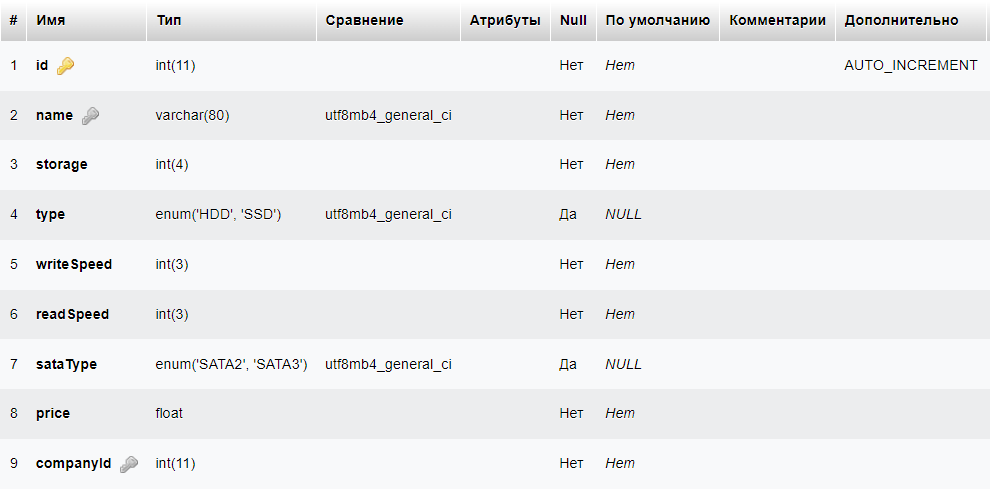 # Имя Тип Сравнение Атрибуты Null По умолчанию Комментарии Дополнительно
1 id int(11) Нет Нет AUTO_INCREMENT
2 name varchar(80) utf8mb4_general_ci Нет Нет
3 storage int(4) Нет Нет
4 type enum('HDD', 'SSD') utf8mb4_general_ci Да NULL
5 writeSpeed int(3) Нет Нет
6 readSpeed int(3) Нет Нет
7 sataType enum('SATA2', 'SATA3') utf8mb4_general_ci Да NULL
8 price float Нет Нет
9 companyId int(11) Нет Нет